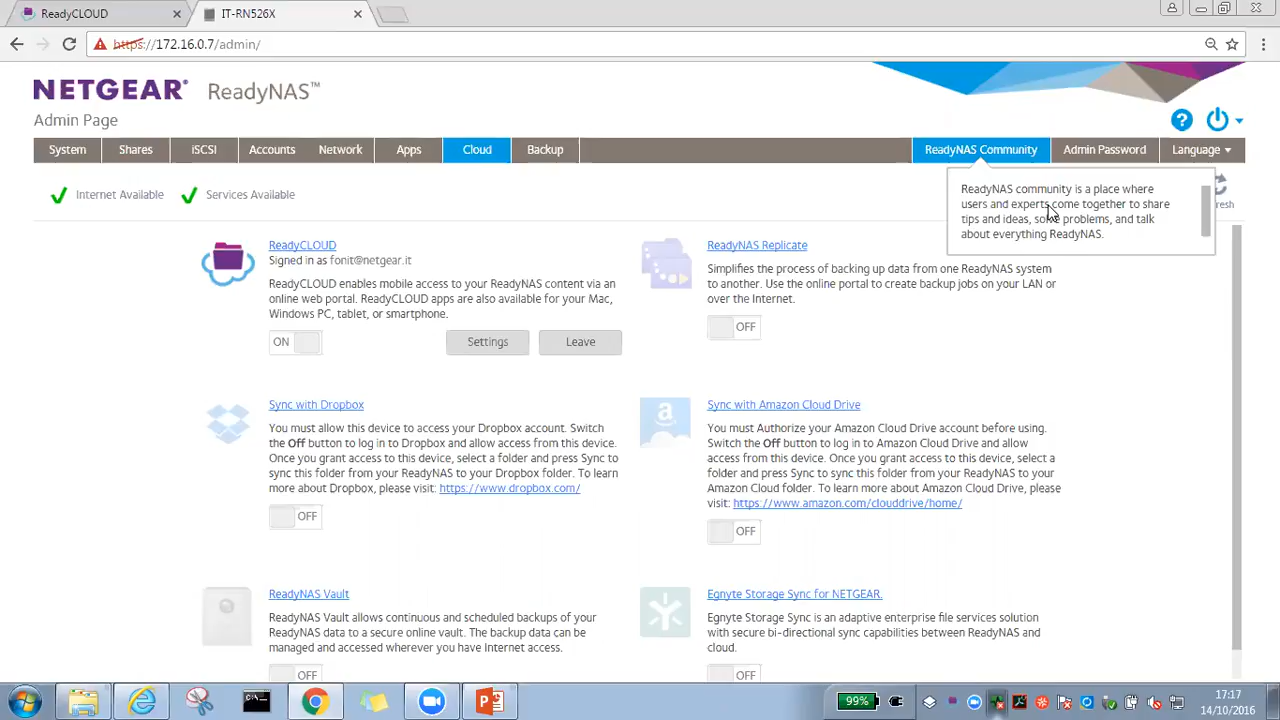 ReadyCLOUD
IT-RN526X
https://172.16.0.7/admin/
NETGEAR® ReadyNAS™
Admin Page
System Shares iSCSI Accounts Network Apps Cloud Backup ReadyNAS Community Admin Password Language
Internet Available Services Available
ReadyNAS community is a place where
users and experts come together to share
tips and ideas, solve problems, and talk
about everything ReadyNAS.
ReadyCLOUD
Signed in as fonit@netgear.it
ReadyCLOUD enables mobile access to your ReadyNAS content via an
online web portal. ReadyCLOUD apps are also available for your Mac,
Windows PC, tablet, or smartphone.
ON Settings Leave
ReadyNAS Replicate
Simplifies the process of backing up data from one ReadyNAS system
to another. Use the online portal to create backup jobs on your LAN or
over the Internet.
OFF
Sync with Dropbox
You must allow this device to access your Dropbox account. Switch
the Off button to log in to Dropbox and allow access from this device.
Once you grant access to this device, select a folder and press Sync to
sync this folder from your ReadyNAS to your Dropbox folder. To learn
more about Dropbox, please visit: https://www.dropbox.com/
OFF
Sync with Amazon Cloud Drive
You must Authorize your Amazon Cloud Drive account before using.
Switch the Off button to log in to Amazon Cloud Drive and allow
access from this device. Once you grant access to this device, select a
folder and press Sync to sync this folder from your ReadyNAS to your
Amazon Cloud folder. To learn more about Amazon Cloud Drive, please
visit: https://www.amazon.com/clouddrive/home/
OFF
ReadyNAS Vault
ReadyNAS Vault allows continuous and scheduled backups of your
ReadyNAS data to a secure online vault. The backup data can be
managed and accessed wherever you have Internet access.
OFF
Egnyte Storage Sync for NETGEAR.
Egnyte Storage Sync is an adaptive enterprise file services solution
with secure bi-directional sync capabilities between ReadyNAS and
cloud.
OFF
99%
17:17
14/10/2016